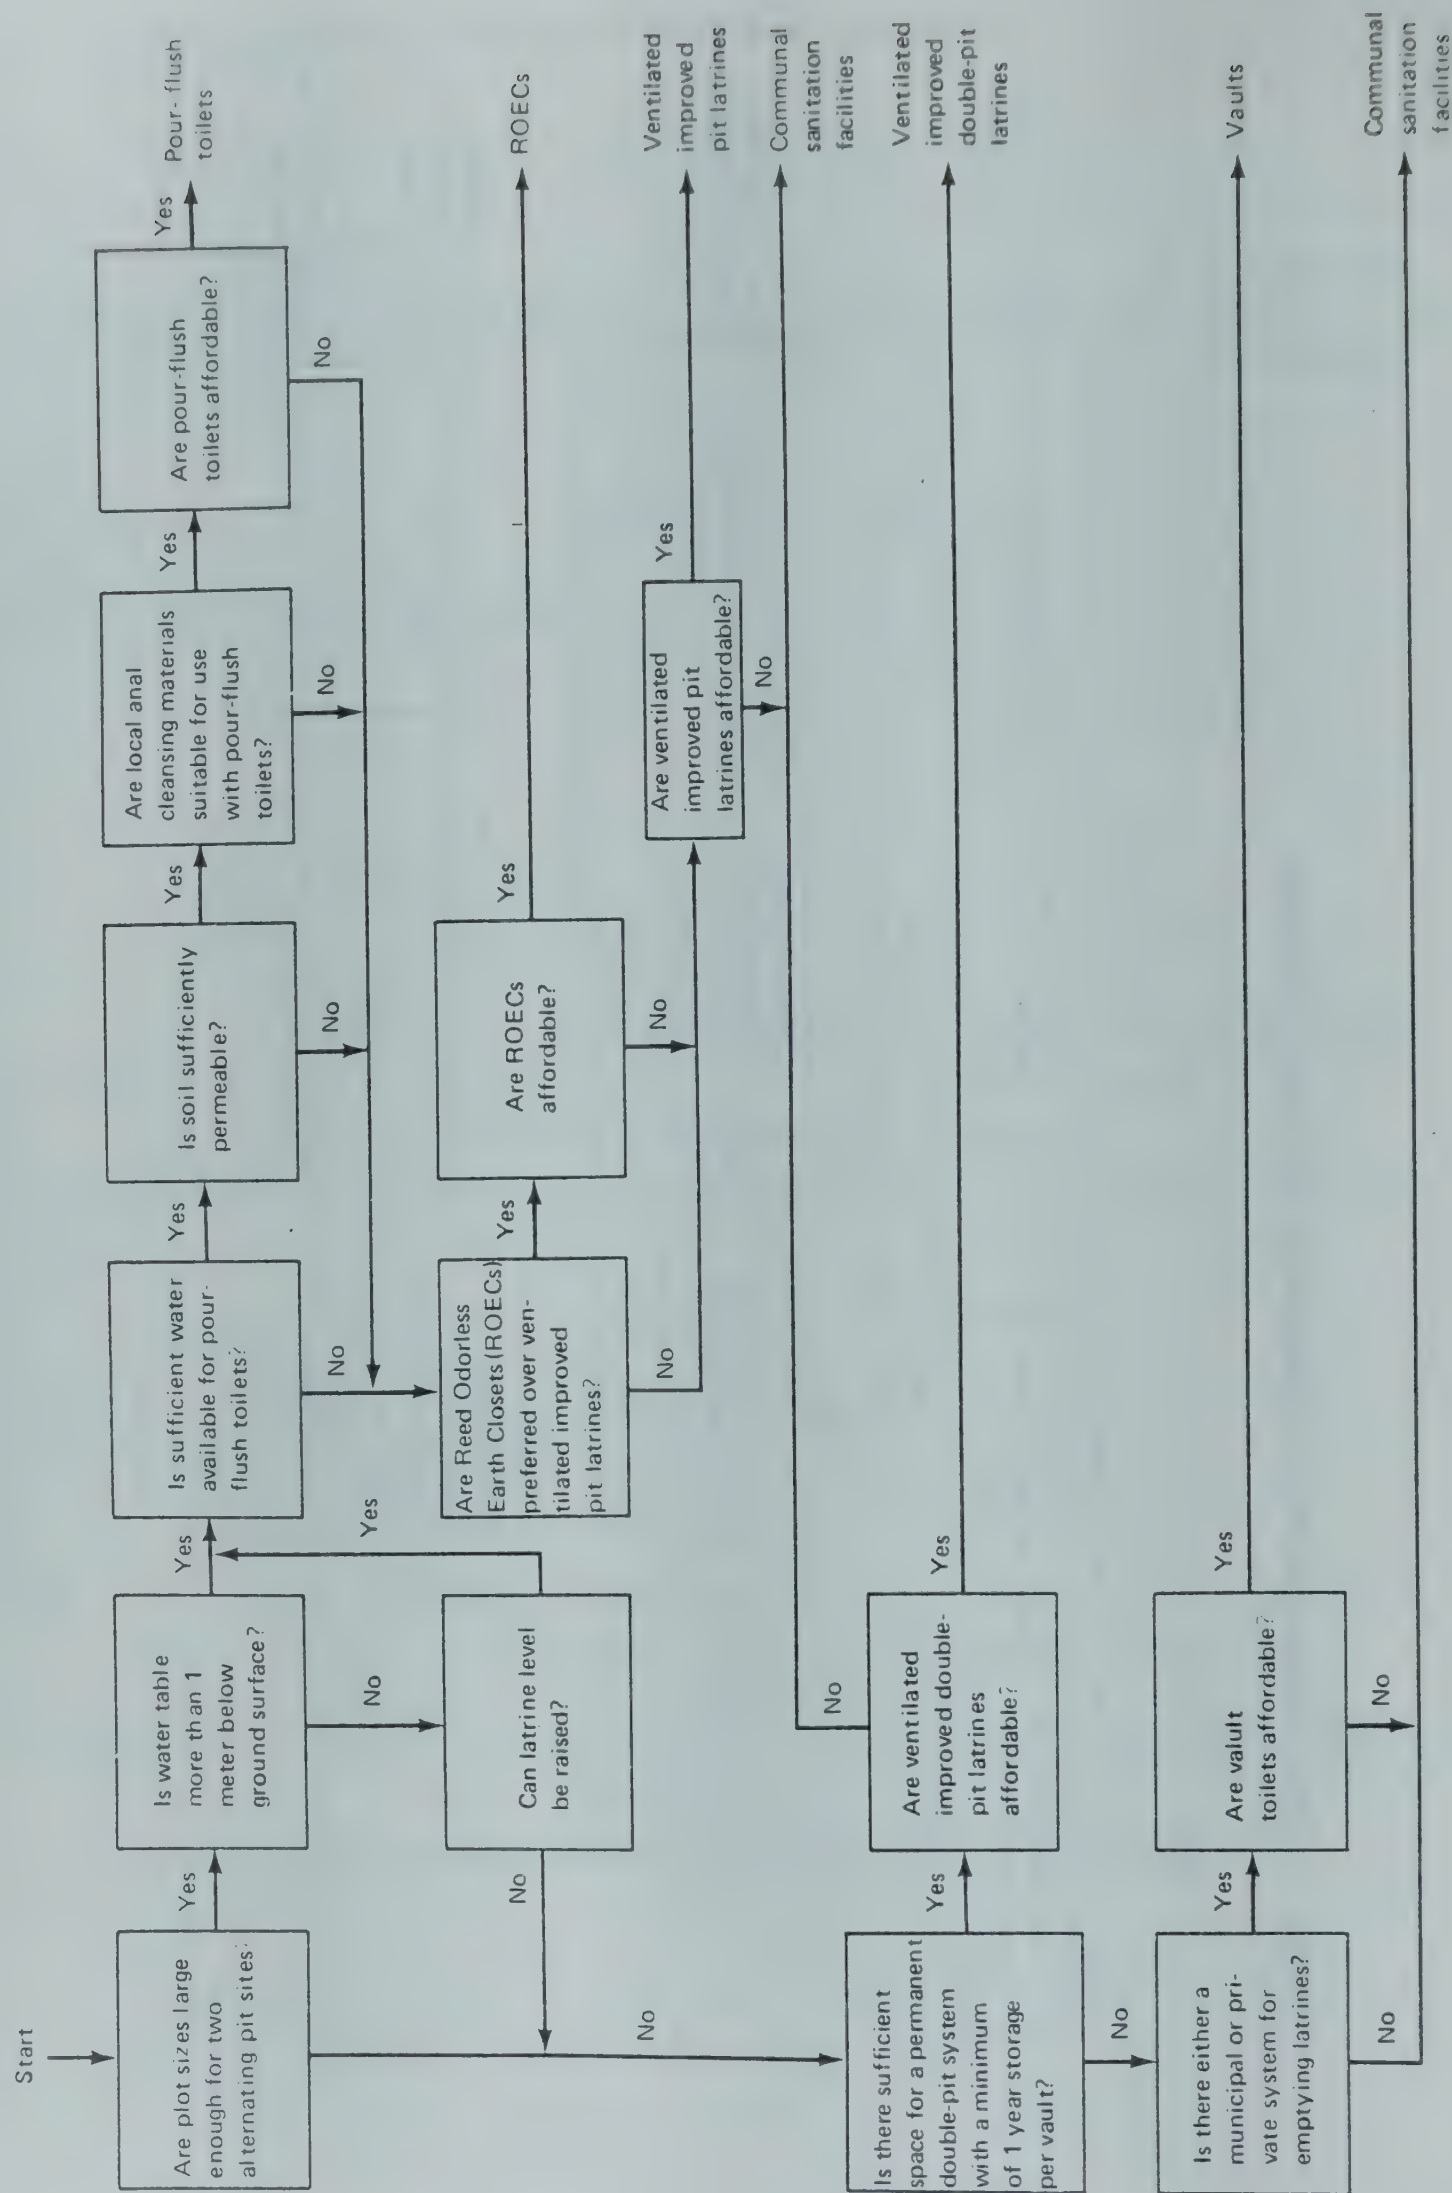 Start
Are plot sizes large
enough for two
alternating pit sites
Yes
Is water table
more than 1
meter below
ground surface?
Yes
Is sufficient water
available for pour-
flush toilets?
Yes
Is soil sufficiently
permeable?
Yes
Are local anal
cleansing materials
suitable for use
with pour-flush
toilets?
Yes
Are pour-flush
toilets affordable?
Yes
Pour- flush
toilets
No
No
No
No
No
Can latrine level
be raised?
Yes
No
Are Reed Odorless
Earth Closets (ROECs)
preferred over ven-
tilated improved
pit latrines?
Yes
Are ROECs
affordable?
Yes
ROECs
No
No
Are ventilated
improved pit
latrines affordable?
Yes
Ventilated
improved
pit latrines
No
Communal
sanitation
facilities
No
Is there sufficient
space for a permanent
double-pit system
with a minimum
of 1 year storage
per vault?
Yes
Are ventilated
improved double-
pit latrines
affordable?
No
Yes
Ventilated
improved
double-pit
latrines
No
Is there either a
municipal or pri-
vate system for
emptying latrines?
Yes
Are valult
toilets affordable?
Yes
Vaults
No
No
Communal
sanitation
facilities